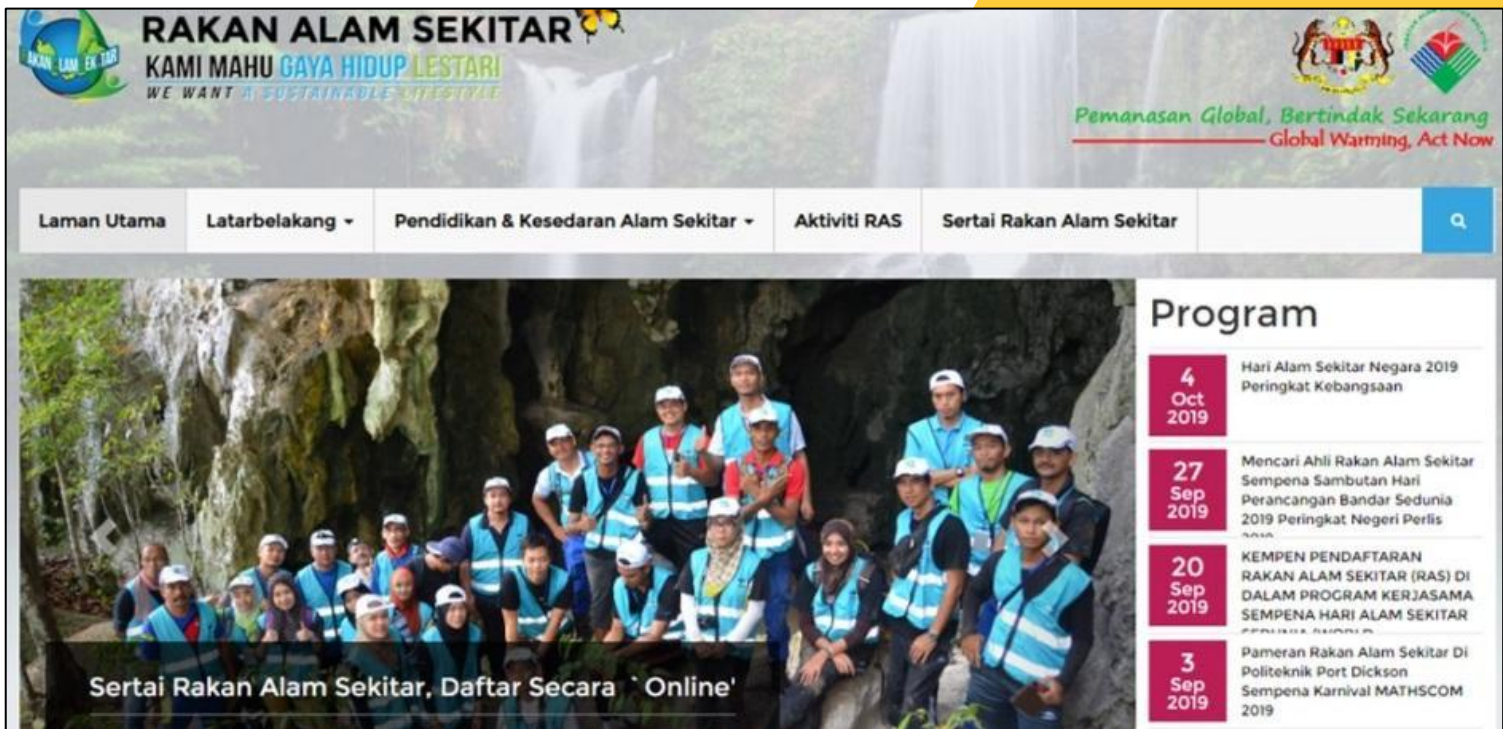 RAKAN ALAM SEKITAR
KAMI MAHU GAYA HIDUP LESTARI
WE WANT A SUSTAINABLE LIFESTYLE
Pemanasan Global, Bertindak Sekarang
Global Warming, Act Now
Laman Utama
Latarbelakang
Pendidikan & Kesedaran Alam Sekitar
Aktiviti RAS
Sertai Rakan Alam Sekitar
Sertai Rakan Alam Sekitar, Daftar Secara `Online'
Program
4
Oct
2019
Hari Alam Sekitar Negara 2019
Peringkat Kebangsaan
27
Sep
2019
Mencari Ahli Rakan Alam Sekitar
Sempena Sambutan Hari
Perancangan Bandar Sedunia
2019 Peringkat Negeri Perlis
20
Sep
2019
KEMPEN PENDAFTARAN
RAKAN ALAM SEKITAR (RAS) DI
DALAM PROGRAM KERJASAMA
SEMPENA HARI ALAM SEKITAR
3
Sep
2019
Pameran Rakan Alam Sekitar Di
Politeknik Port Dickson
Sempena Karnival MATHSCOM
2019